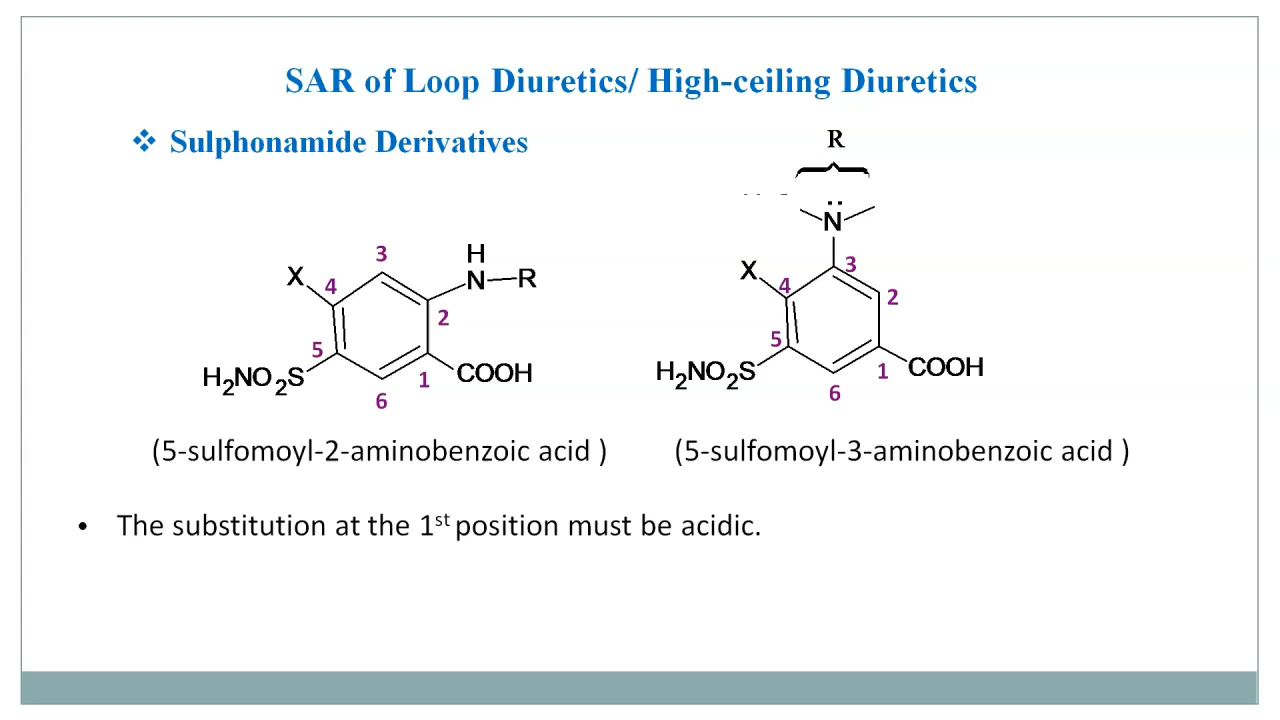 SAR of Loop Diuretics/ High-ceiling Diuretics
❖ Sulphonamide Derivatives
R
N
H
X 4 3 N R
2
5
H2NO2S 1 COOH
6
X 4 3
2
5
H2NO2S 1 COOH
6
(5-sulfomoyl-2-aminobenzoic acid )
(5-sulfomoyl-3-aminobenzoic acid )
• The substitution at the 1st position must be acidic.